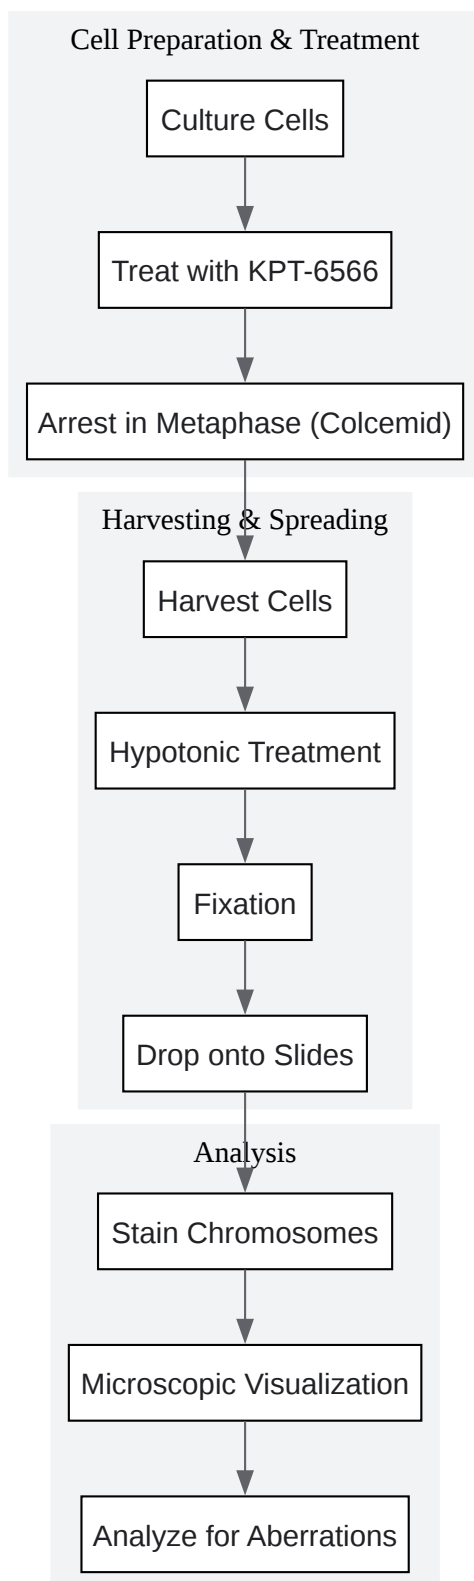 Cell Preparation & Treatment
Culture Cells
Treat with KPT-6566
Arrest in Metaphase (Colcemid)
Harvesting & Spreading
Harvest Cells
Hypotonic Treatment
Fixation
Drop onto Slides
Analysis
Stain Chromosomes
Microscopic Visualization
Analyze for Aberrations